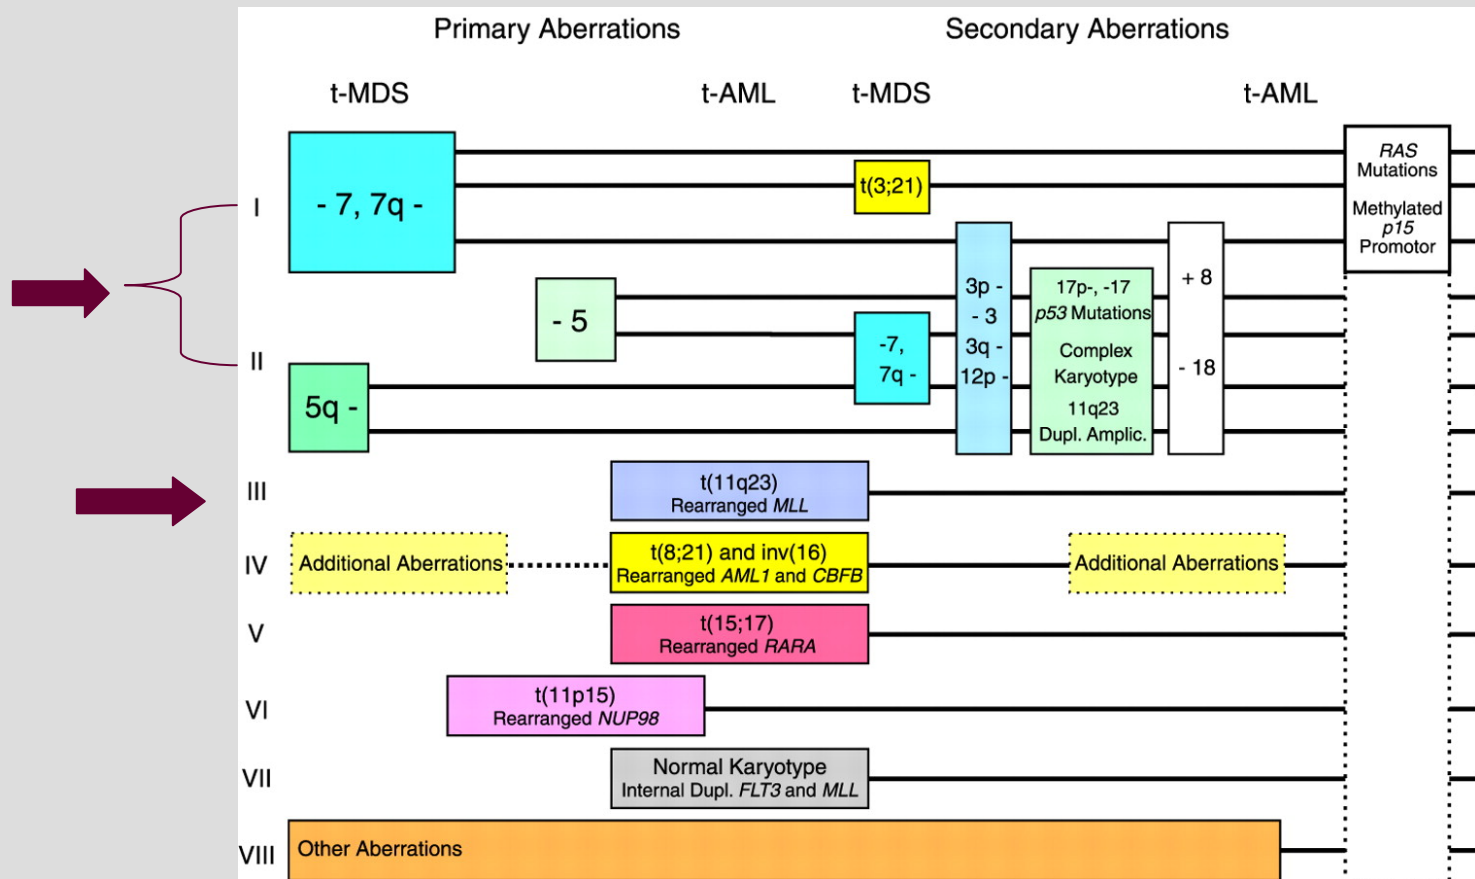 Primary Aberrations
Secondary Aberrations
t-MDS
t-AML
t-MDS
t-AML
I
- 7, 7q -
t(3;21)
RAS
Mutations
Methylated
p15
Promotor
II
- 5
5q -
-7,
7q -
3p -
- 3
3q -
12p -
17p-, -17
p53 Mutations
Complex
Karyotype
11q23
Dupl. Amplic.
+ 8
- 18
III
t(11q23)
Rearranged MLL
IV
Additional Aberrations
t(8;21) and inv(16)
Rearranged AML1 and CBFB
Additional Aberrations
V
t(15;17)
Rearranged RARA
VI
t(11p15)
Rearranged NUP98
VII
Normal Karyotype
Internal Dupl. FLT3 and MLL
VIII
Other Aberrations